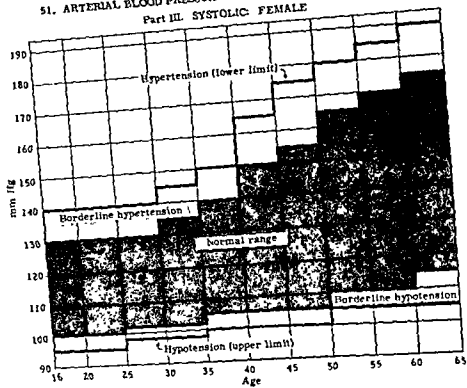 51. ARTERIAL BLOOD
Part III. SYSTOLIC: FEMALE
190
180
170
160
150
140
130
120
110
100
90
mm Hg
Hypertension (lower limit)
Borderline hypertension
Normal range
Borderline hypotension
Hypotension (upper limit)
16 20 25 30 35 40 45 50 55 60 65
Age